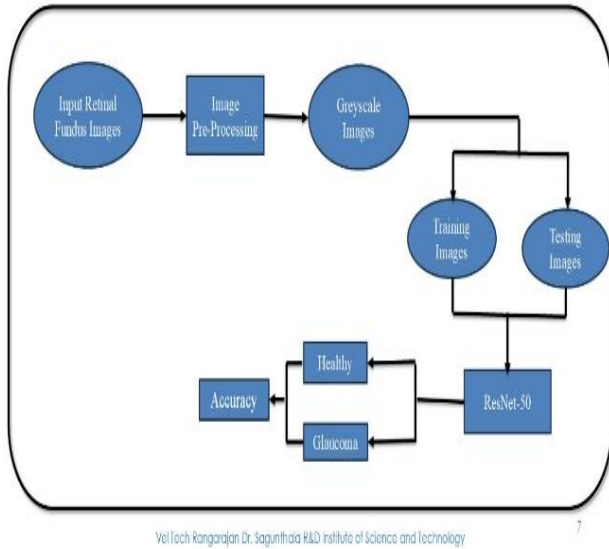 Input Retinal
Fundus Images
Image
Pre-Processing
Greyscale
Images
Training
Images
Testing
Images
Healthy
Accuracy
ResNet-50
Glaucoma
7
Vel Tech Rangarajan Dr. Sagunthala R&D Institute of Science and Technology